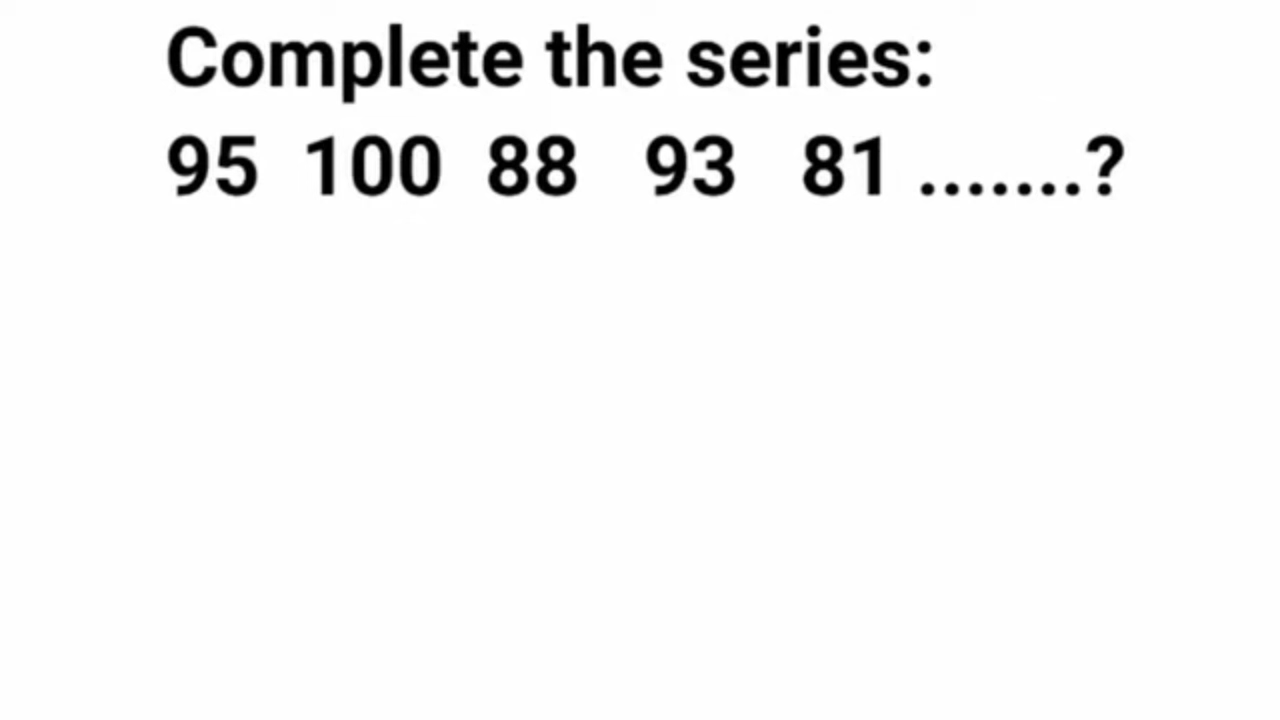 Complete the series:
95 100 88 93 81 .......?